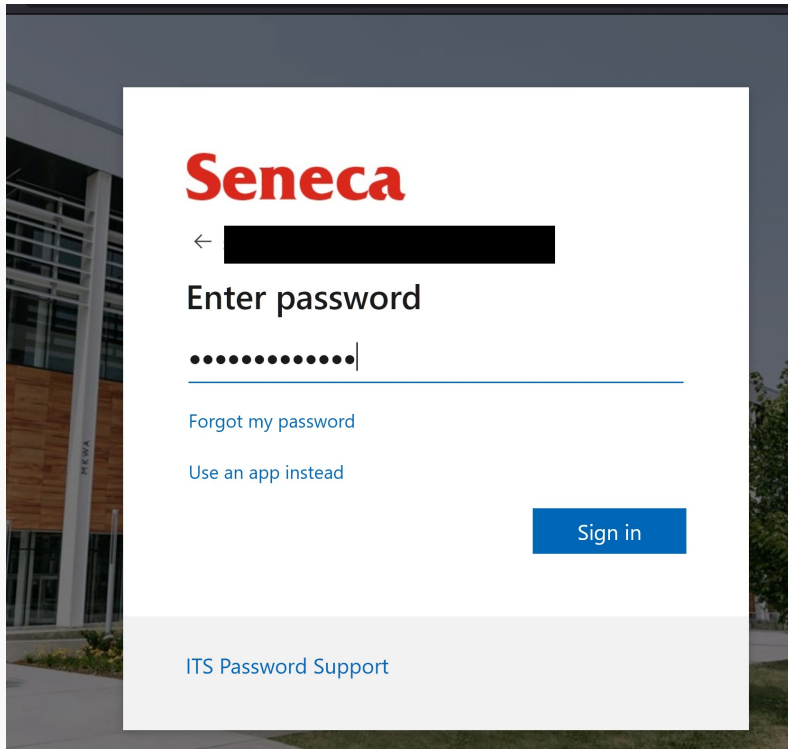 Seneca
Enter password
•••••••••••••
Forgot my password
Use an app instead
Sign in
ITS Password Support
MKWA